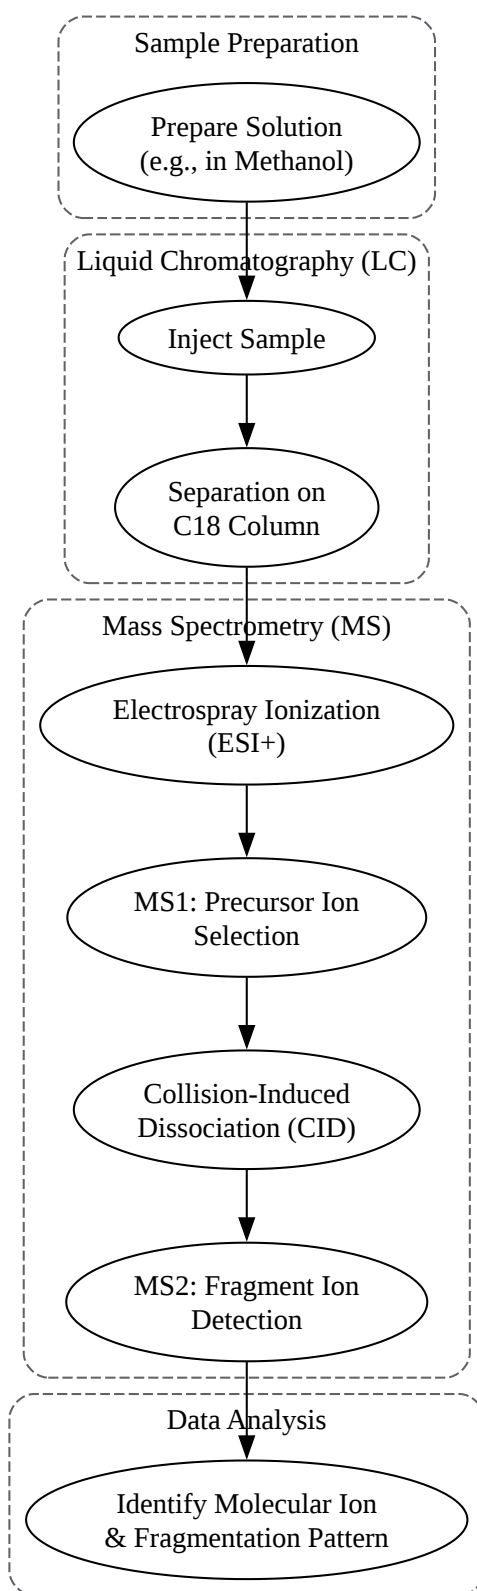 Sample Preparation
Prepare Solution
(e.g., in Methanol)
Liquid Chromatography (LC)
Inject Sample
Separation on
C18 Column
Mass Spectrometry (MS)
Electrospray Ionization
(ESI+)
MS1: Precursor Ion
Selection
Collision-Induced
Dissociation (CID)
MS2: Fragment Ion
Detection
Data Analysis
Identify Molecular Ion
& Fragmentation Pattern